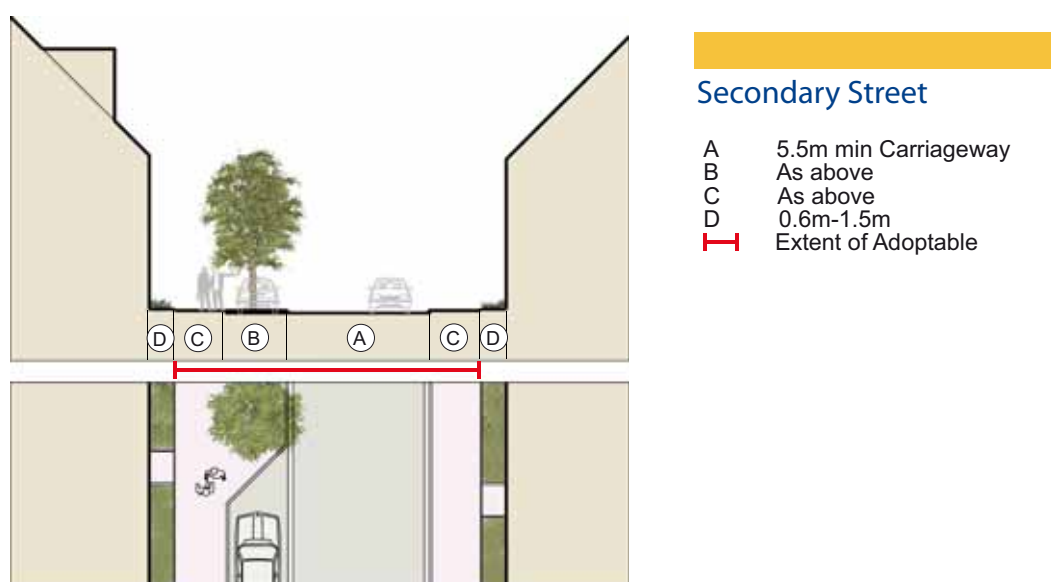 Secondary Street
A 5.5m min Carriageway
B As above
C As above
D 0.6m-1.5m
Extent of Adoptable
D C B A C D